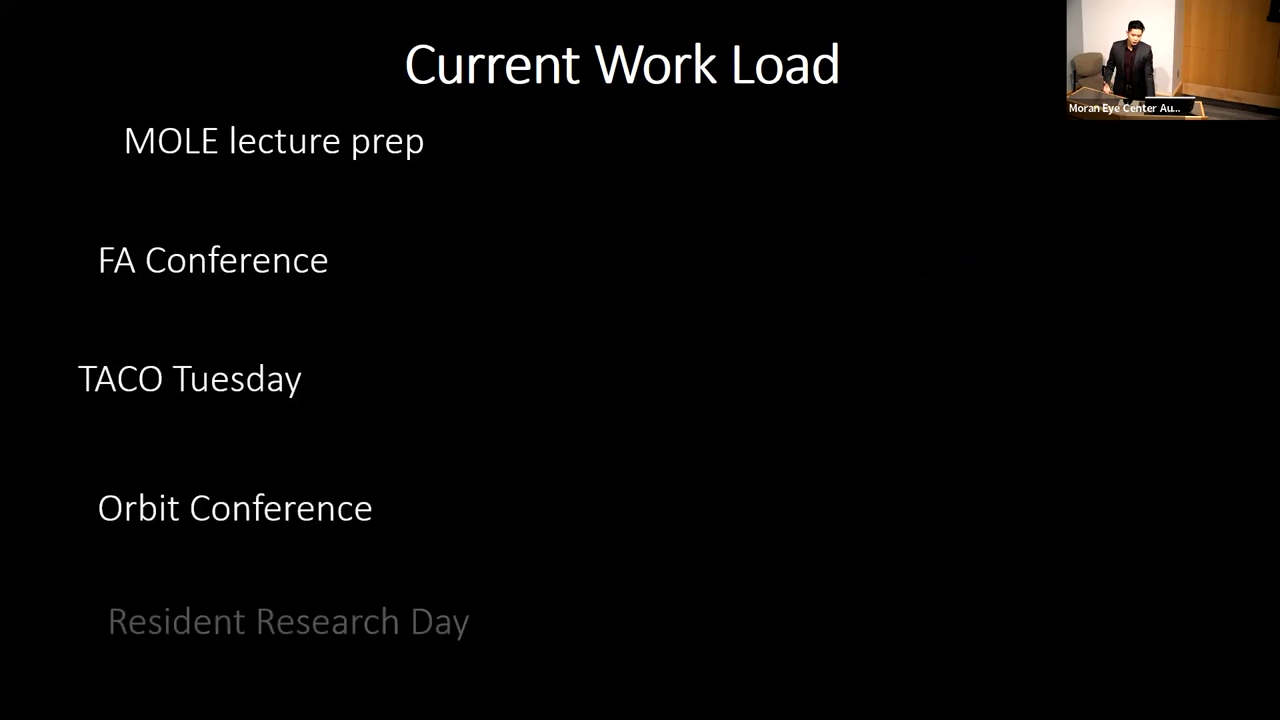 Current Work Load
Moran Eye Center Au...
MOLE lecture prep
FA Conference
TACO Tuesday
Orbit Conference
Resident Research Day